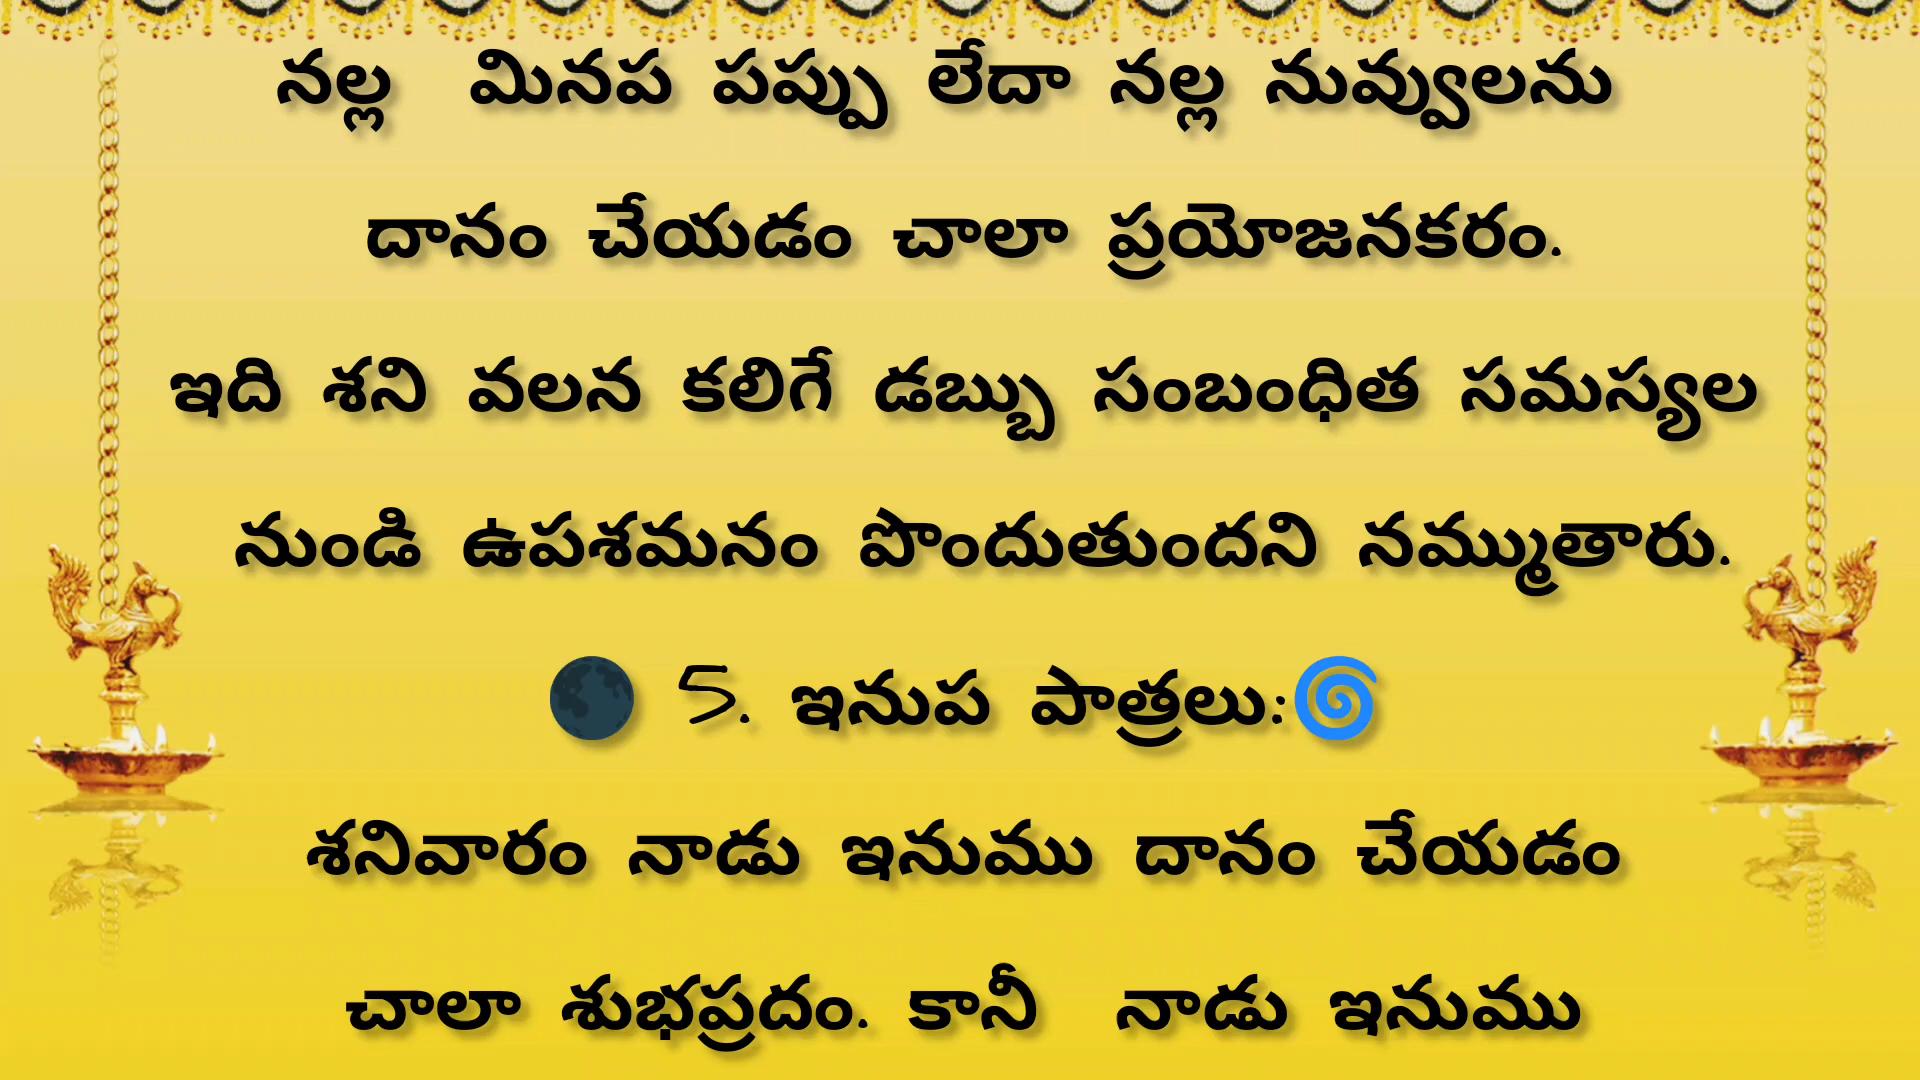 నల్ల మినప పప్పు లేదా నల్ల నువ్వులను
దానం చేయడం చాలా ప్రయోజనకరం.
ఇది శని వలన కలిగే డబ్బు సంబంధిత సమస్యల
నుండి ఉపశమనం పొందుతుందని నమ్ముతారు.
🌑 5. ఇనుప పాత్రలు:🌀
శనివారం నాడు ఇనుము దానం చేయడం
చాలా శుభప్రదం. కానీ నాడు ఇనుము